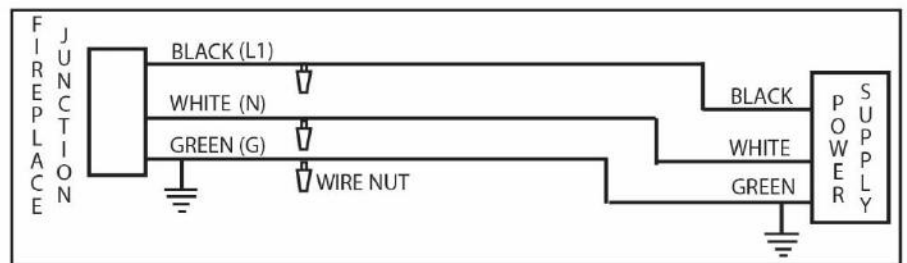 FIREPLACE
JUNCTION
BLACK (L1)
WHITE (N)
GREEN (G)
WIRE NUT
BLACK
WHITE
GREEN
POWER
SUPPLY